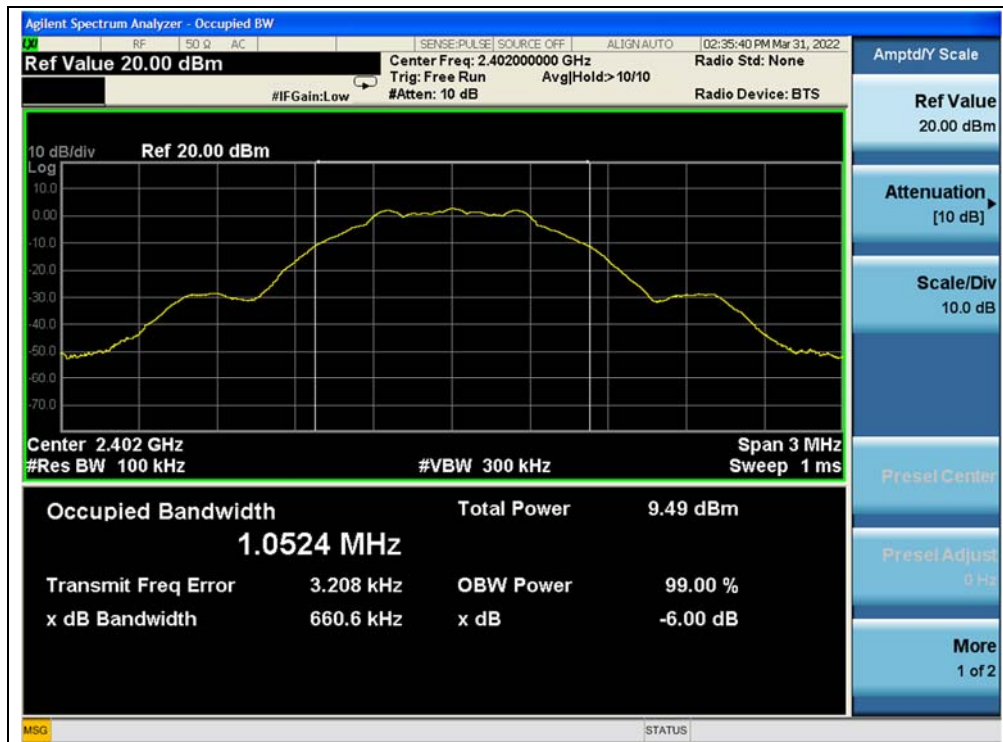 Agilent Spectrum Analyzer - Occupied BW
LXI RF 50 Ω AC SENSE:PULSE SOURCE OFF ALIGN AUTO 02:35:40 PM Mar 31, 2022
Ref Value 20.00 dBm Center Freq: 2.402000000 GHz Radio Std: None
Trig: Free Run Avg|Hold:> 10/10
#IFGain:Low #Atten: 10 dB Radio Device: BTS
10 dB/div Ref 20.00 dBm
Log
10.0
0.00
-10.0
-20.0
-30.0
-40.0
-50.0
-60.0
-70.0
Center 2.402 GHz Span 3 MHz
#Res BW 100 kHz #VBW 300 kHz Sweep 1 ms
Occupied Bandwidth Total Power 9.49 dBm
1.0524 MHz
Transmit Freq Error 3.208 kHz OBW Power 99.00 %
x dB Bandwidth 660.6 kHz x dB -6.00 dB
Amptd/Y Scale
Ref Value
20.00 dBm
Attenuation
[10 dB]
Scale/Div
10.0 dB
Presel Center
Presel Adjust
0 Hz
More
1 of 2
MSG STATUS